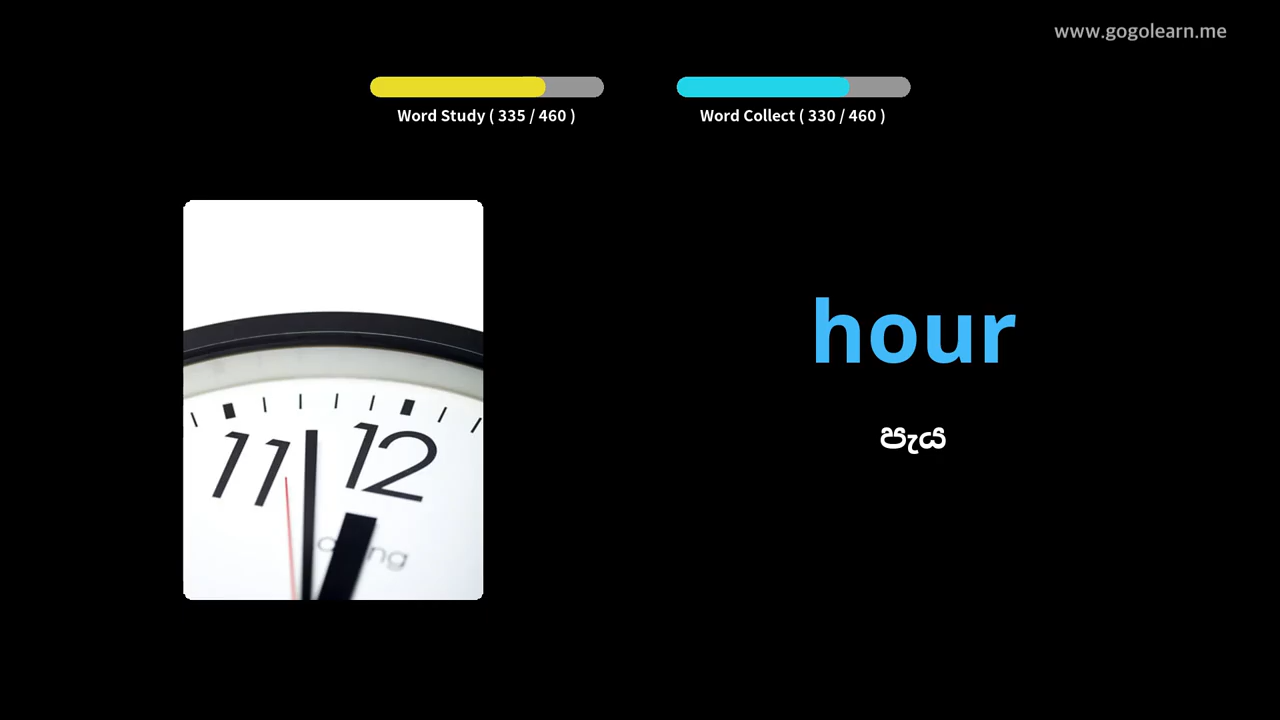 www.gogolearn.me
Word Study ( 335 / 460 )
Word Collect ( 330 / 460 )
11
12
hour
පැය